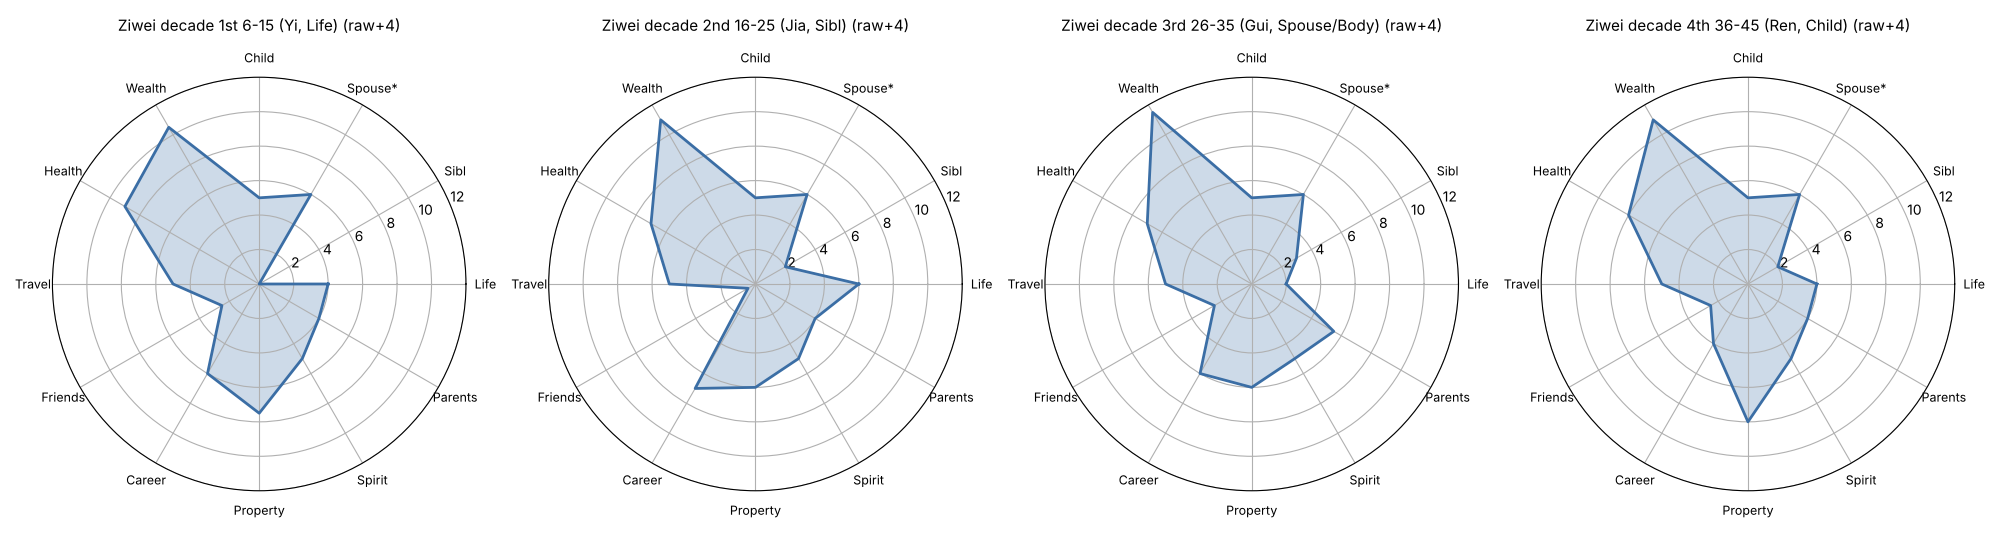 Ziwei decade 1st 6-15 (Yi, Life) (raw+4)
Child
Wealth
Spouse*
Health
Sibl
12
10
8
6
4
2
Travel
Life
Friends
Parents
Career
Spirit
Property
Ziwei decade 2nd 16-25 (Jia, Sibl) (raw+4)
Child
Wealth
Spouse*
Health
Sibl
12
10
8
6
4
2
Travel
Life
Friends
Parents
Career
Spirit
Property
Ziwei decade 3rd 26-35 (Gui, Spouse/Body) (raw+4)
Child
Wealth
Spouse*
Health
Sibl
12
10
8
6
4
2
Travel
Life
Friends
Parents
Career
Spirit
Property
Ziwei decade 4th 36-45 (Ren, Child) (raw+4)
Child
Wealth
Spouse*
Health
Sibl
12
10
8
6
4
2
Travel
Life
Friends
Parents
Career
Spirit
Property